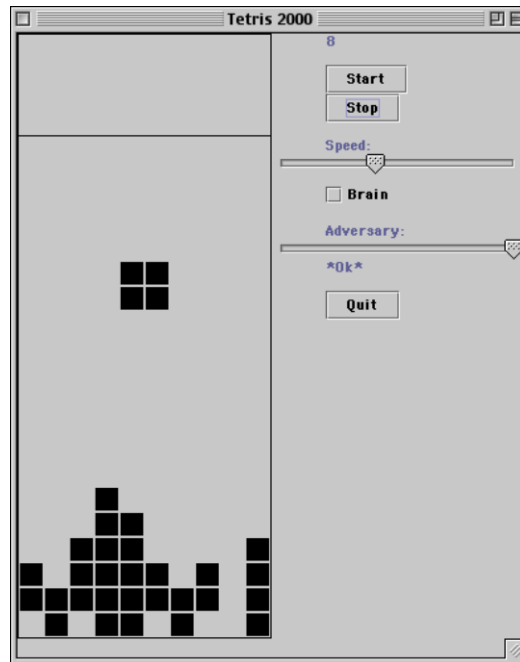 Tetris 2000
8
Start
Stop
Speed:
Brain
Adversary:
*Ok*
Quit